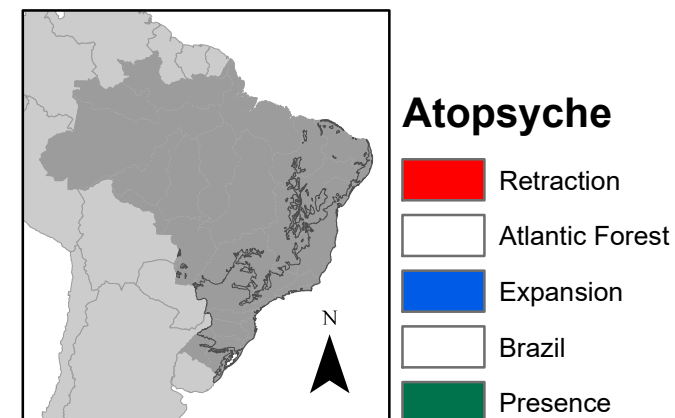 Atopsyche
Retraction
Atlantic Forest
Expansion
Brazil
Presence
N